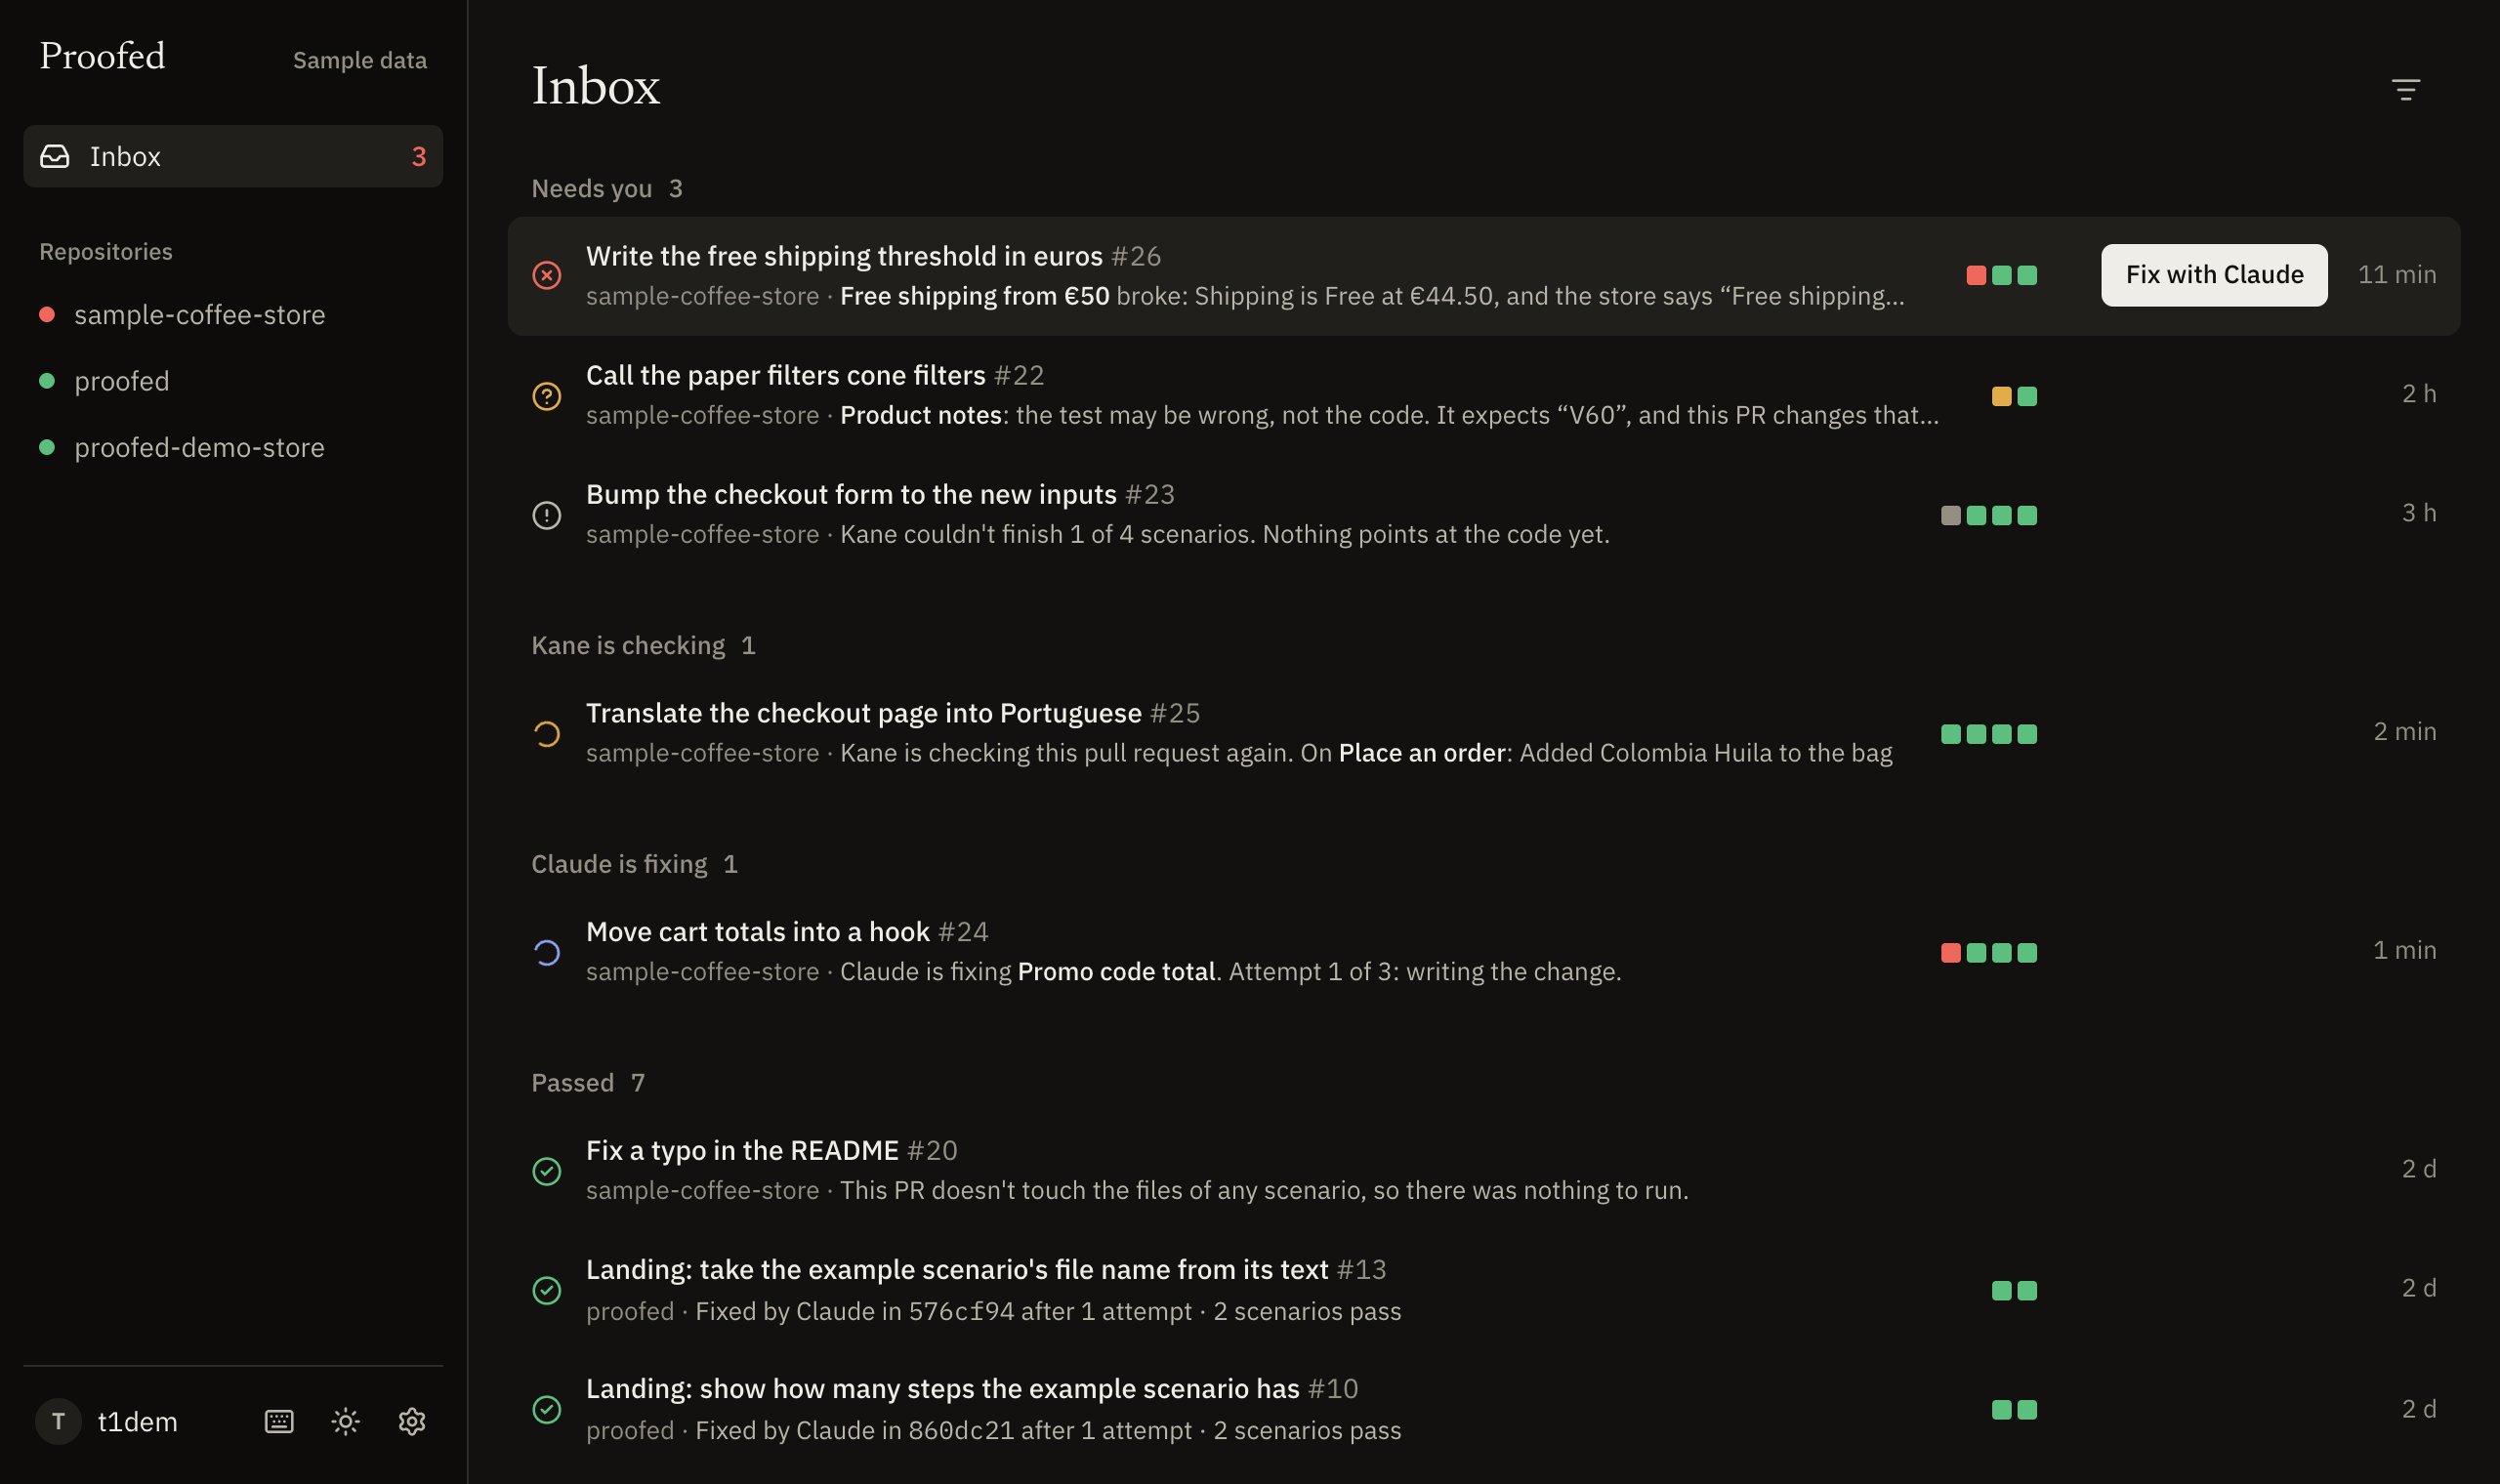 Proofed
Sample data
Inbox 3
Repositories
sample-coffee-store
proofed
proofed-demo-store
T t1dem
Inbox
Needs you 3
Write the free shipping threshold in euros #26
sample-coffee-store · Free shipping from €50 broke: Shipping is Free at €44.50, and the store says “Free shipping...
Fix with Claude
11 min
Call the paper filters cone filters #22
sample-coffee-store · Product notes: the test may be wrong, not the code. It expects “V60”, and this PR changes that...
2 h
Bump the checkout form to the new inputs #23
sample-coffee-store · Kane couldn't finish 1 of 4 scenarios. Nothing points at the code yet.
3 h
Kane is checking 1
Translate the checkout page into Portuguese #25
sample-coffee-store · Kane is checking this pull request again. On Place an order: Added Colombia Huila to the bag
2 min
Claude is fixing 1
Move cart totals into a hook #24
sample-coffee-store · Claude is fixing Promo code total. Attempt 1 of 3: writing the change.
1 min
Passed 7
Fix a typo in the README #20
sample-coffee-store · This PR doesn't touch the files of any scenario, so there was nothing to run.
2 d
Landing: take the example scenario's file name from its text #13
proofed · Fixed by Claude in 576cf94 after 1 attempt · 2 scenarios pass
2 d
Landing: show how many steps the example scenario has #10
proofed · Fixed by Claude in 860dc21 after 1 attempt · 2 scenarios pass
2 d